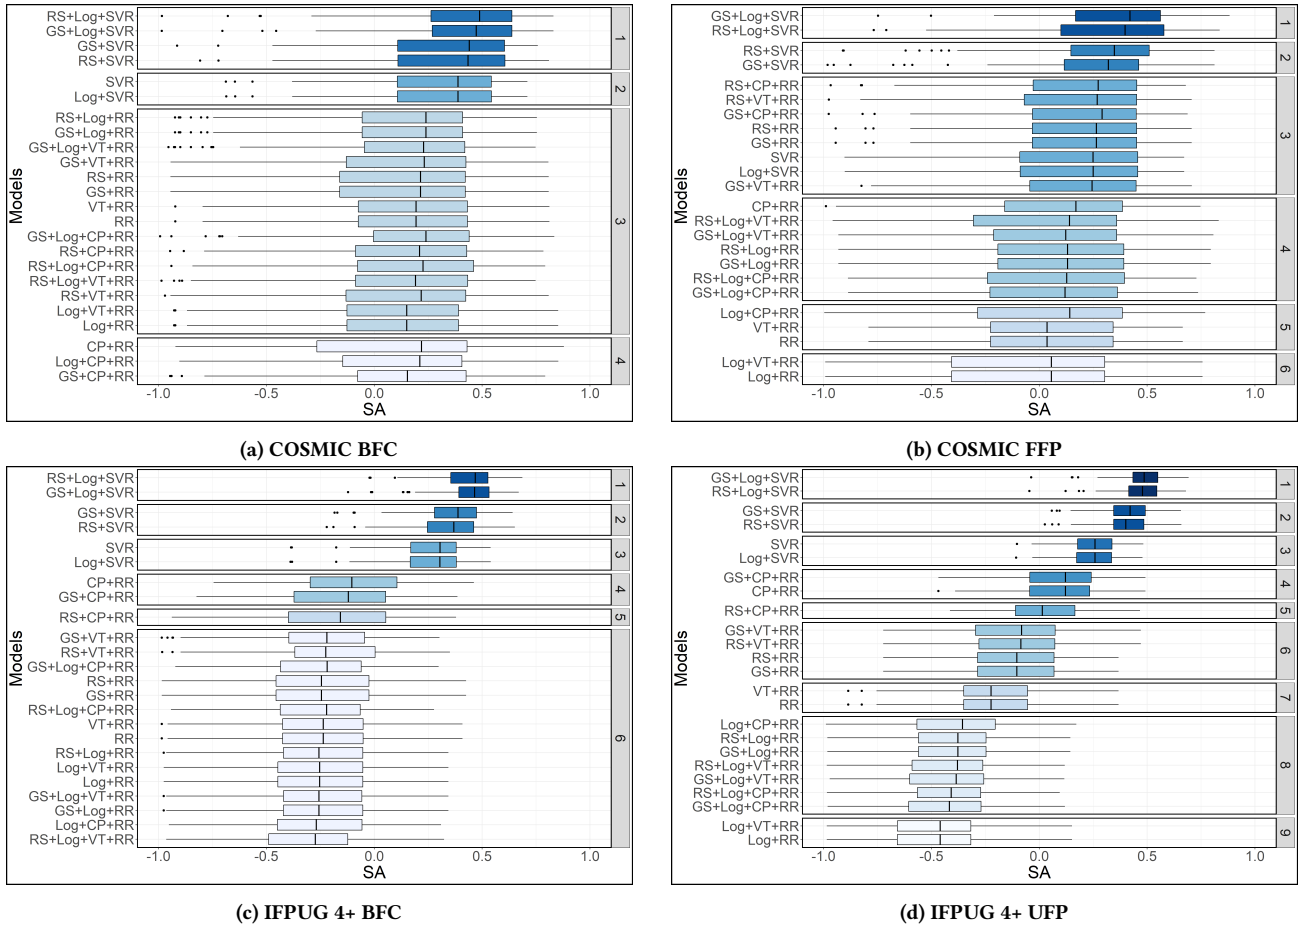 Models
RS+Log+SVR
GS+Log+SVR
GS+SVR
RS+SVR
1
SVR
Log+SVR
2
RS+Log+RR
GS+Log+RR
GS+Log+VT+RR
GS+VT+RR
RS+RR
GS+RR
VT+RR
RR
GS+Log+CP+RR
RS+CP+RR
RS+Log+CP+RR
RS+Log+VT+RR
RS+VT+RR
Log+VT+RR
Log+RR
3
CP+RR
Log+CP+RR
GS+CP+RR
4
-1.0 -0.5 0.0 0.5 1.0
SA
(a) COSMIC BFC
Models
GS+Log+SVR
RS+Log+SVR
1
RS+SVR
GS+SVR
2
RS+CP+RR
RS+VT+RR
GS+CP+RR
RS+RR
GS+RR
SVR
Log+SVR
GS+VT+RR
3
CP+RR
RS+Log+VT+RR
GS+Log+VT+RR
RS+Log+RR
GS+Log+RR
RS+Log+CP+RR
GS+Log+CP+RR
4
Log+CP+RR
VT+RR
RR
5
Log+VT+RR
Log+RR
6
-1.0 -0.5 0.0 0.5 1.0
SA
(b) COSMIC FFP
Models
RS+Log+SVR
GS+Log+SVR
1
GS+SVR
RS+SVR
2
SVR
Log+SVR
3
CP+RR
GS+CP+RR
4
RS+CP+RR
5
GS+VT+RR
RS+VT+RR
GS+Log+CP+RR
RS+RR
GS+RR
RS+Log+CP+RR
VT+RR
RR
RS+Log+RR
Log+VT+RR
Log+RR
GS+Log+VT+RR
GS+Log+RR
Log+CP+RR
RS+Log+VT+RR
6
-1.0 -0.5 0.0 0.5 1.0
SA
(c) IFPUG 4+ BFC
Models
GS+Log+SVR
RS+Log+SVR
1
GS+SVR
RS+SVR
2
SVR
Log+SVR
3
GS+CP+RR
CP+RR
4
RS+CP+RR
5
GS+VT+RR
RS+VT+RR
RS+RR
GS+RR
6
VT+RR
RR
7
Log+CP+RR
RS+Log+RR
GS+Log+RR
RS+Log+VT+RR
GS+Log+VT+RR
RS+Log+CP+RR
GS+Log+CP+RR
8
Log+VT+RR
Log+RR
9
-1.0 -0.5 0.0 0.5 1.0
SA
(d) IFPUG 4+ UFP